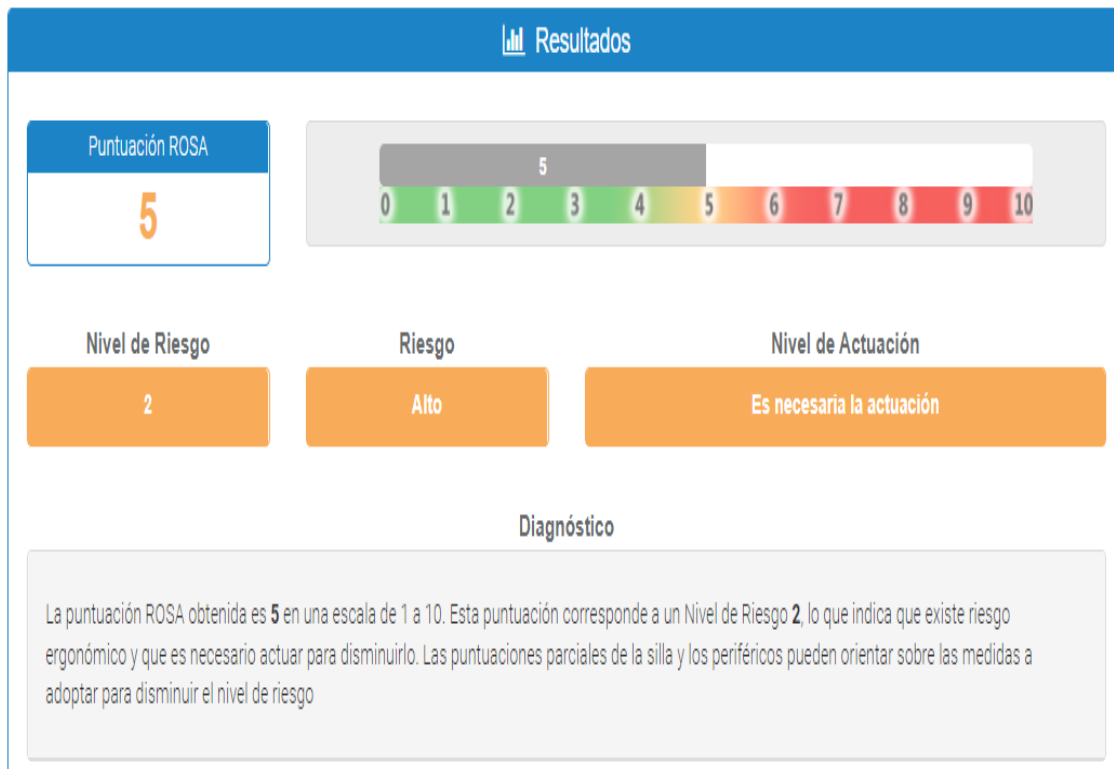 Resultados
Puntuación ROSA
5
5
0 1 2 3 4 5 6 7 8 9 10
Nivel de Riesgo
Riesgo
Nivel de Actuación
2
Alto
Es necesaria la actuación
Diagnóstico
La puntuación ROSA obtenida es 5 en una escala de 1 a 10. Esta puntuación corresponde a un Nivel de Riesgo 2, lo que indica que existe riesgo
ergonómico y que es necesario actuar para disminuirlo. Las puntuaciones parciales de la silla y los periféricos pueden orientar sobre las medidas a
adoptar para disminuir el nivel de riesgo